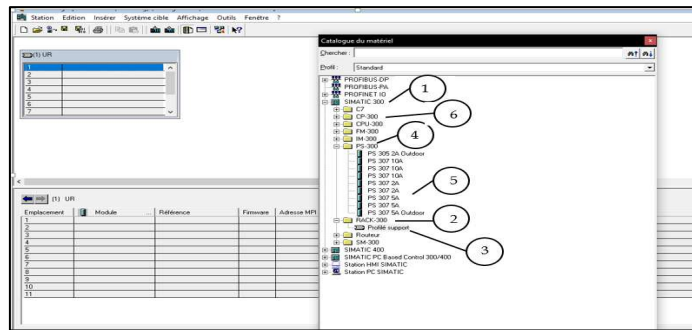 Station Edition Insérer Système cible Affichage Outils Fenêtre ?
(1) UR
1
2
3
4
5
6
7
Catalogue du matériel
Chercher :
Profil : Standard
PROFIBUS-DP
PROFIBUS-PA
PROFINET IO
SIMATIC 300
C7
CP-300
CPU-300
FM-300
IM-300
PS-300
PS 305 2A Outdoor
PS 307 10A
PS 307 10A
PS 307 10A
PS 307 2A
PS 307 2A
PS 307 5A
PS 307 5A
PS 307 5A Outdoor
RACK-300
Profilé support
Routeur
SM-300
SIMATIC 400
SIMATIC PC Based Control 300/400
Station HMI SIMATIC
Station PC SIMATIC
1
6
4
5
2
3
(1) UR
Emplacement Module ... Référence Firmware Adresse MPI
1
2
3
4
5
6
7
8
9
10
11